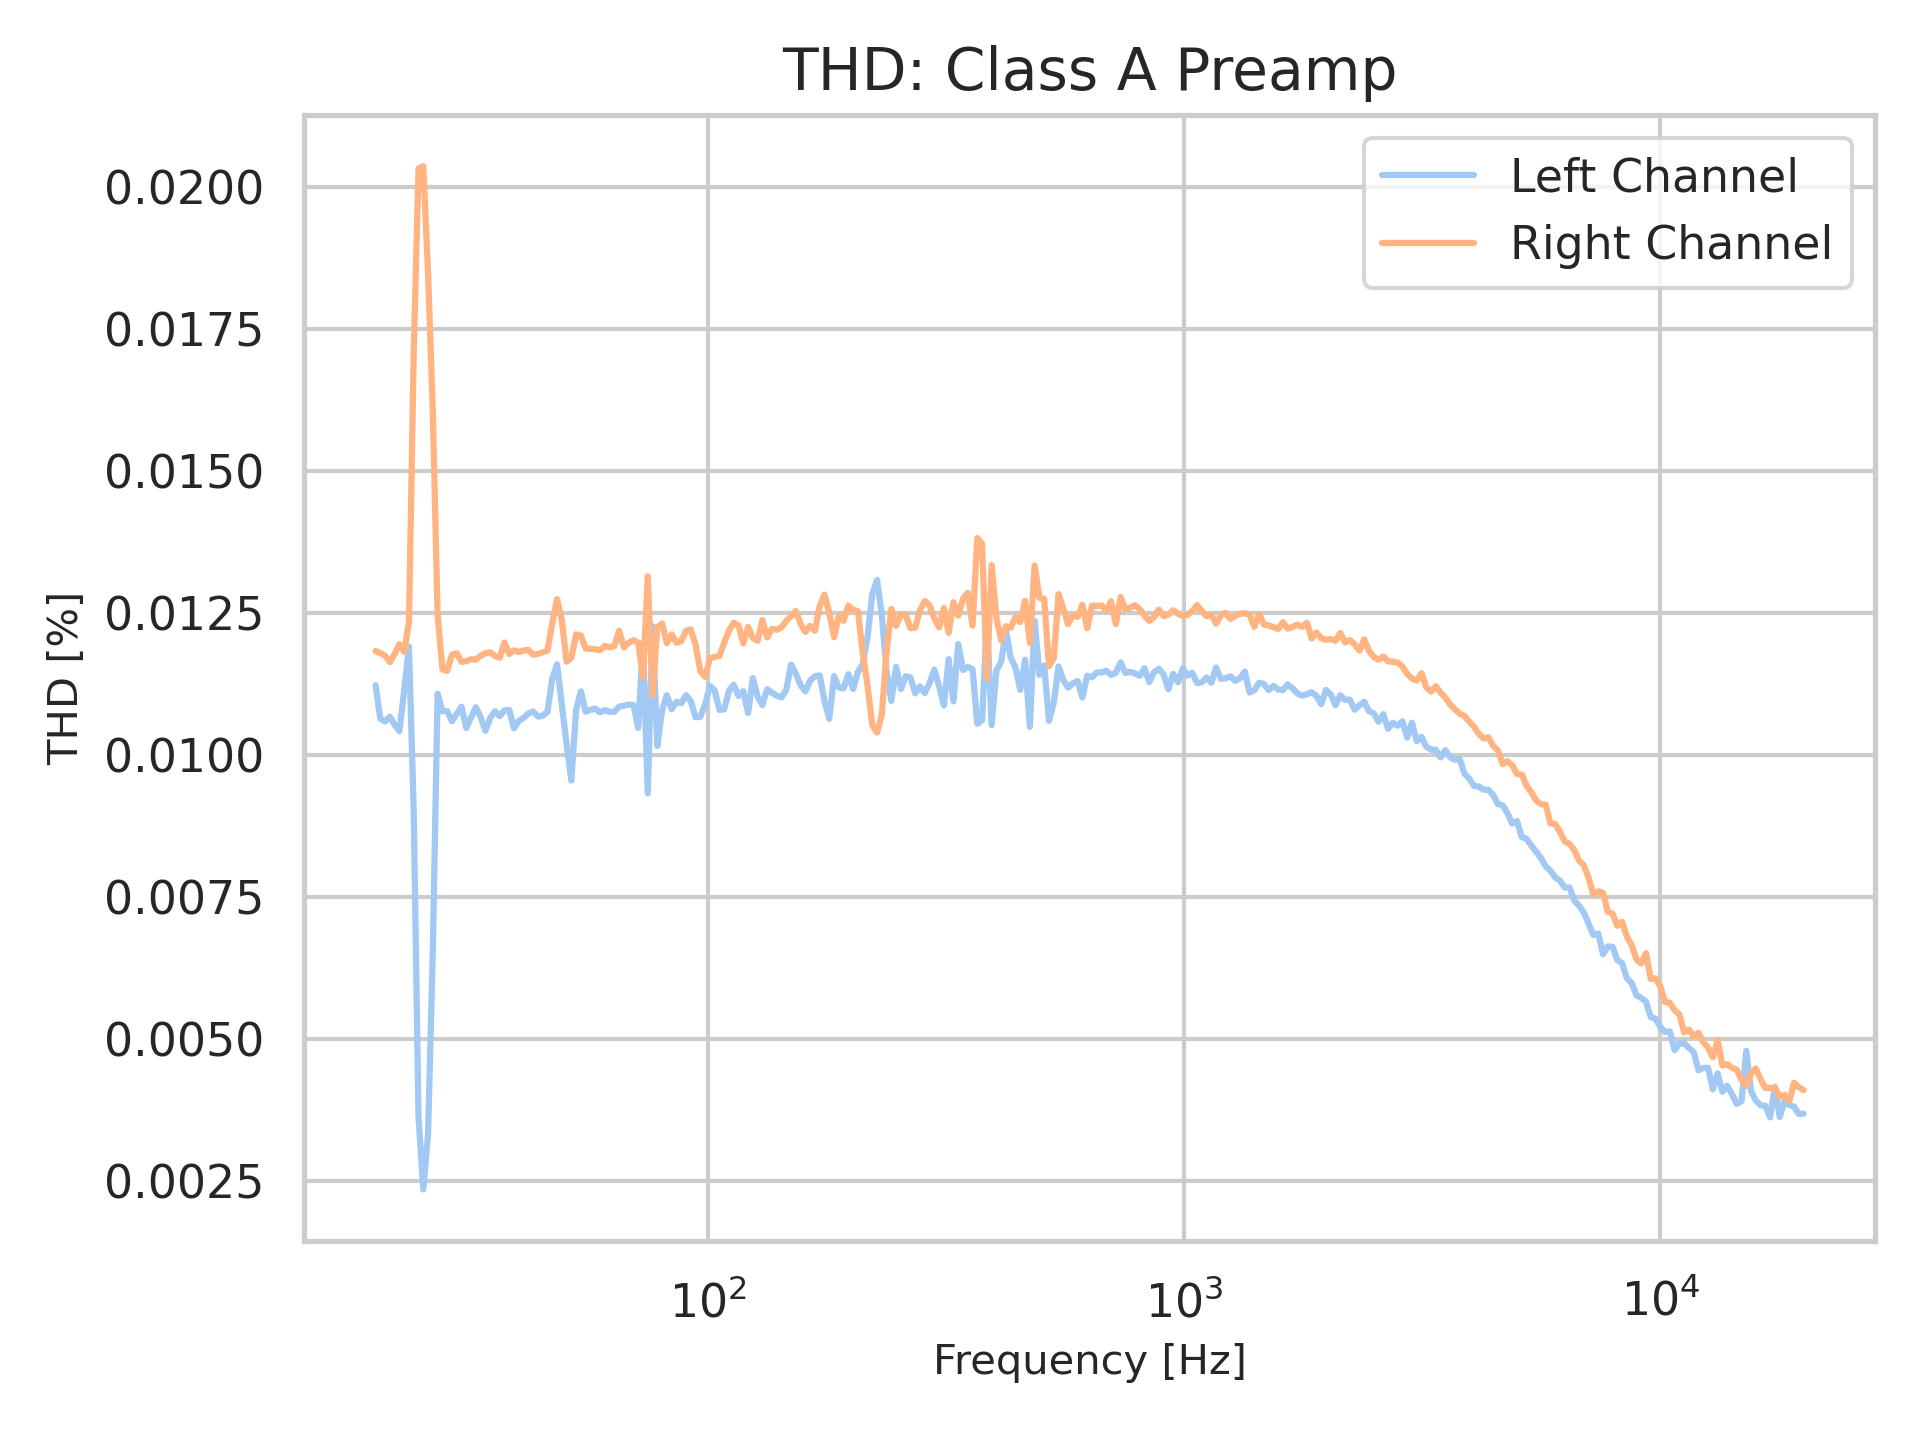 THD: Class A Preamp
Left Channel
Right Channel
THD [%]
0.0200
0.0175
0.0150
0.0125
0.0100
0.0075
0.0050
0.0025
10² 10³ 10⁴
Frequency [Hz]